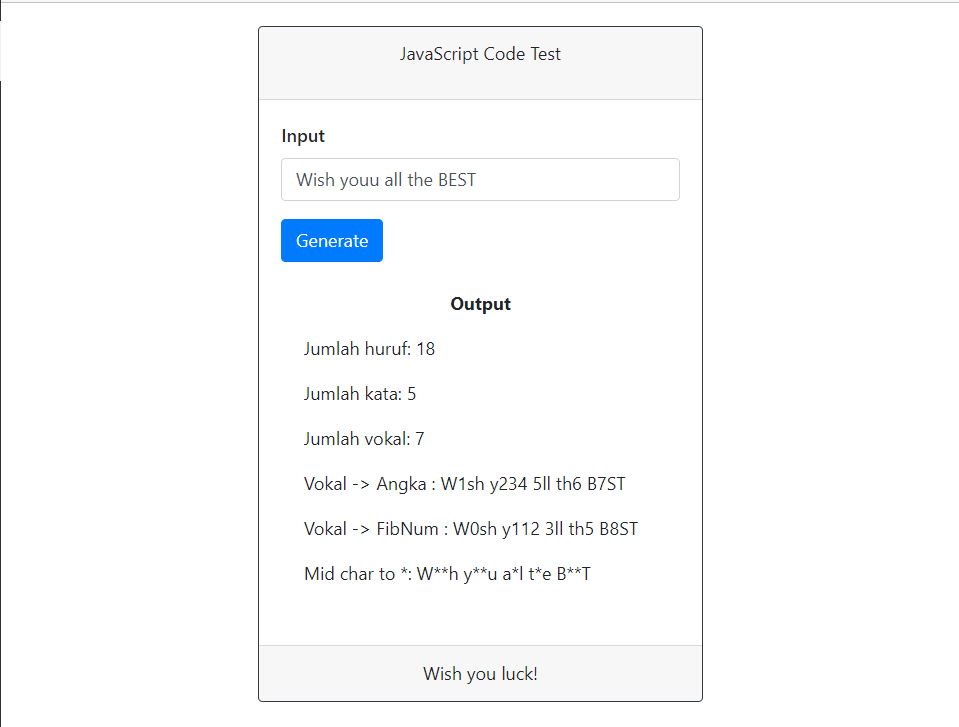 JavaScript Code Test
Input
Wish youu all the BEST
Generate
Output
Jumlah huruf: 18
Jumlah kata: 5
Jumlah vokal: 7
Vokal -> Angka : W1sh y234 5ll th6 B7ST
Vokal -> FibNum : W0sh y112 3ll th5 B8ST
Mid char to *: W**h y**u a*l t*e B**T
Wish you luck!